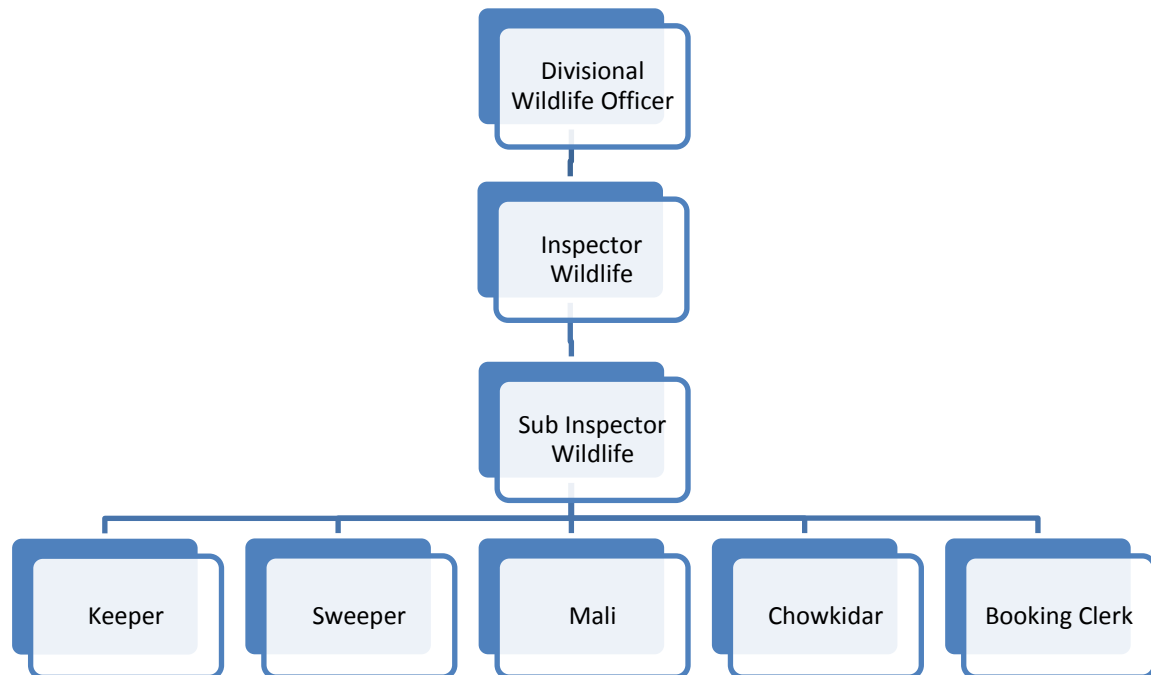 Divisional
Wildlife Officer
Inspector
Wildlife
Sub Inspector
Wildlife
Keeper
Sweeper
Mali
Chowkidar
Booking Clerk